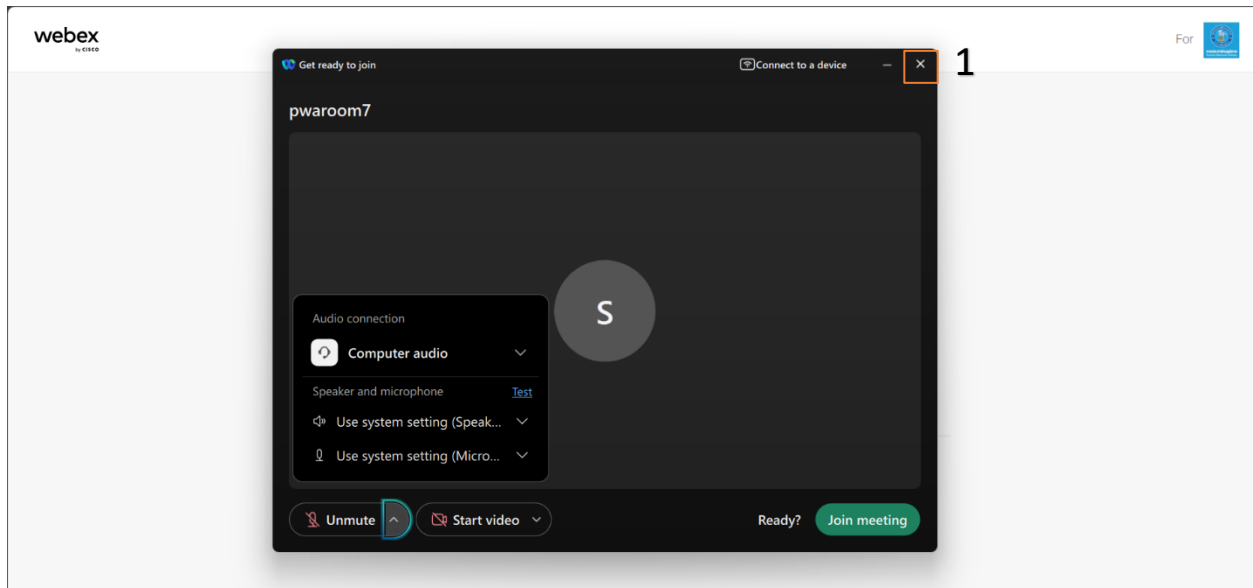 webex
by CISCO
For
Get ready to join
Connect to a device
1
pwaroom7
S
Audio connection
Computer audio
Speaker and microphone Test
Use system setting (Speak...
Use system setting (Micro...
Unmute
Start video
Ready?
Join meeting